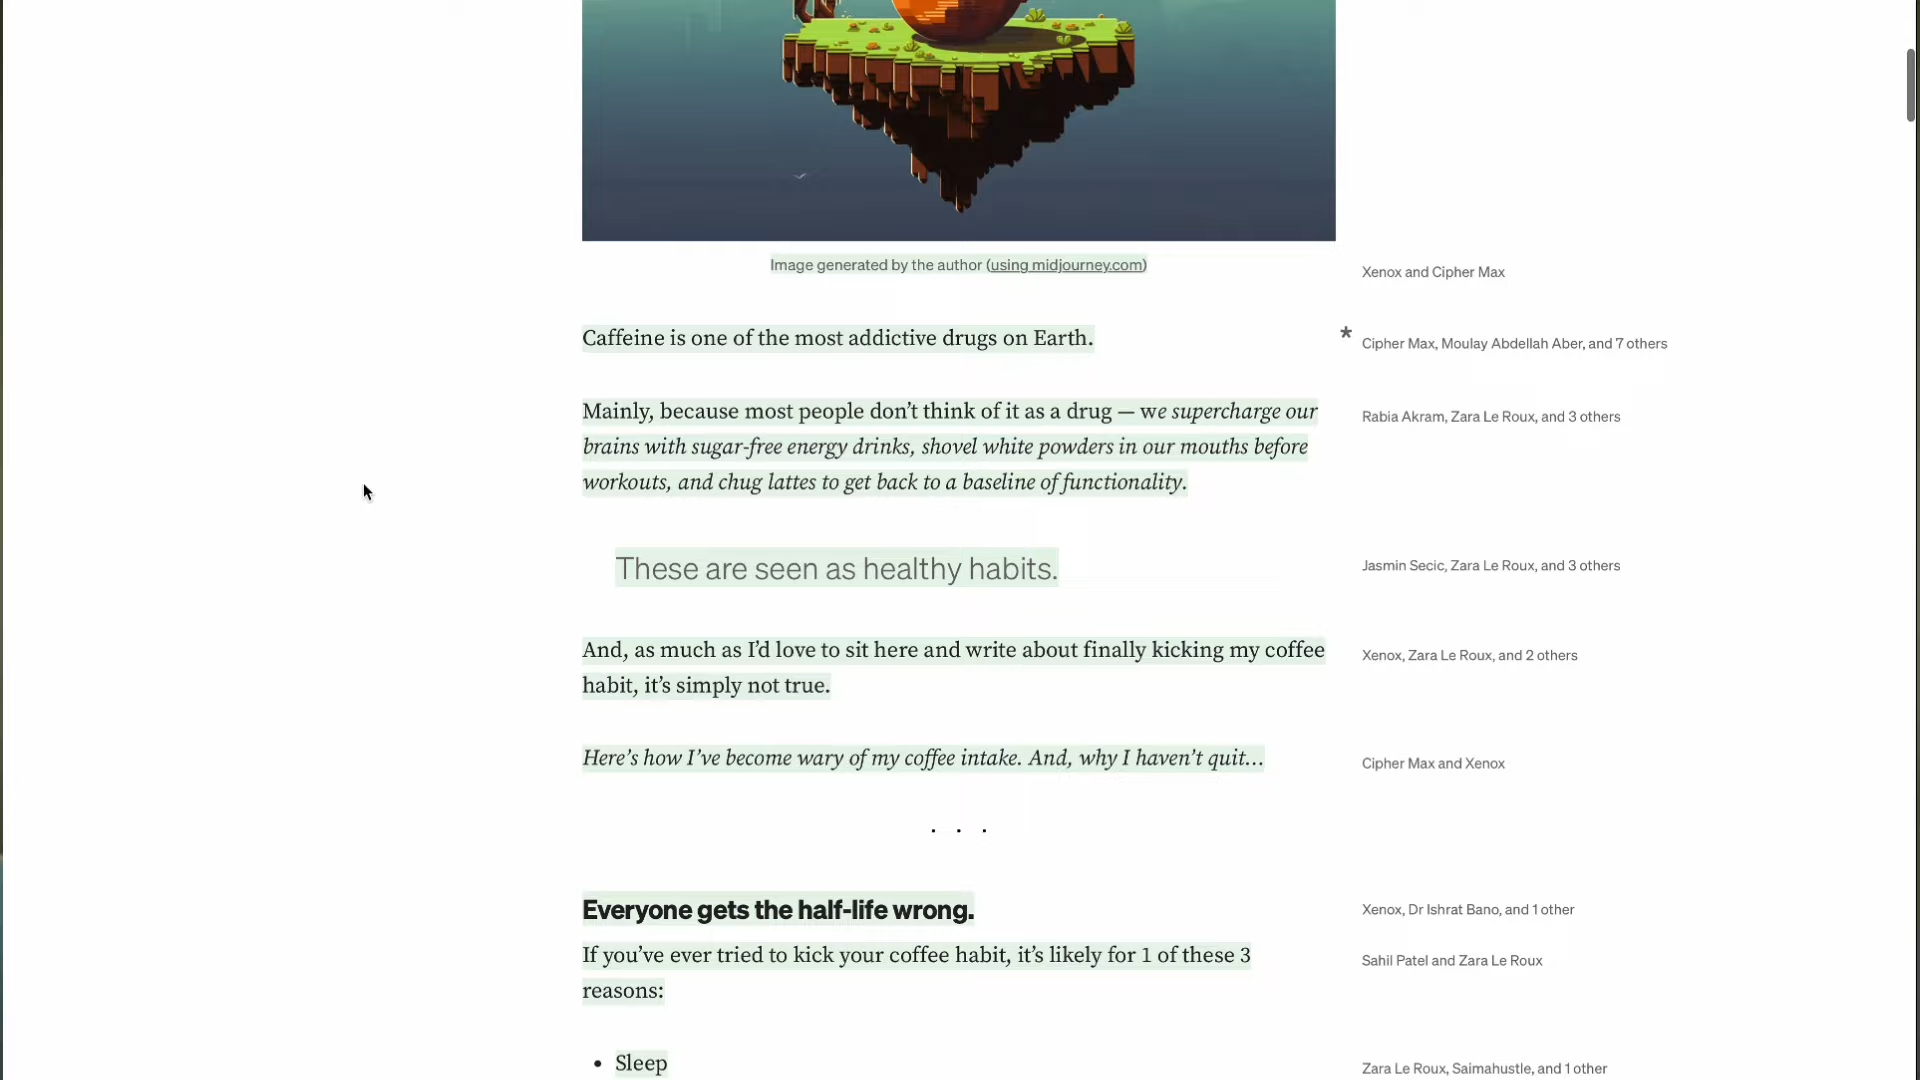 Image generated by the author (using midjourney.com)
Xenox and Cipher Max
Caffeine is one of the most addictive drugs on Earth.
*
Cipher Max, Moulay Abdellah Aber, and 7 others
Mainly, because most people don’t think of it as a drug — we supercharge our
Rabia Akram, Zara Le Roux, and 3 others
brains with sugar-free energy drinks, shovel white powders in our mouths before
workouts, and chug lattes to get back to a baseline of functionality.
These are seen as healthy habits.
Jasmin Secic, Zara Le Roux, and 3 others
And, as much as I’d love to sit here and write about finally kicking my coffee
Xenox, Zara Le Roux, and 2 others
habit, it’s simply not true.
Here’s how I’ve become wary of my coffee intake. And, why I haven’t quit…
Cipher Max and Xenox
. . .
Everyone gets the half-life wrong.
Xenox, Dr Ishrat Bano, and 1 other
If you’ve ever tried to kick your coffee habit, it’s likely for 1 of these 3
Sahil Patel and Zara Le Roux
reasons:
• Sleep
Zara Le Roux, Saimahustle, and 1 other